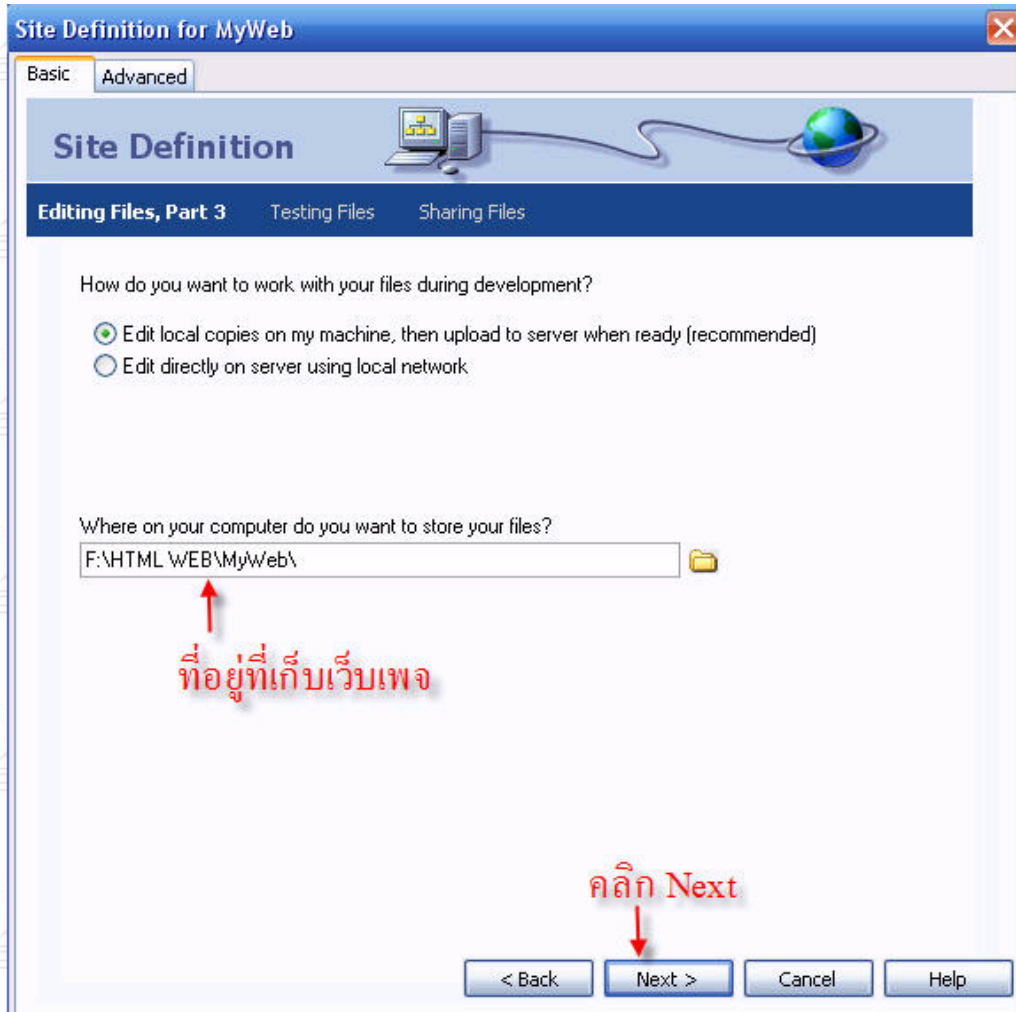 Site Definition for MyWeb
Basic Advanced
Site Definition
Editing Files, Part 3 Testing Files Sharing Files
How do you want to work with your files during development?
Edit local copies on my machine, then upload to server when ready (recommended)
Edit directly on server using local network
Where on your computer do you want to store your files?
F:\HTML WEB\MyWeb\
ที่อยู่ที่เก็บเว็บเพจ
คลิก Next
< Back Next > Cancel Help